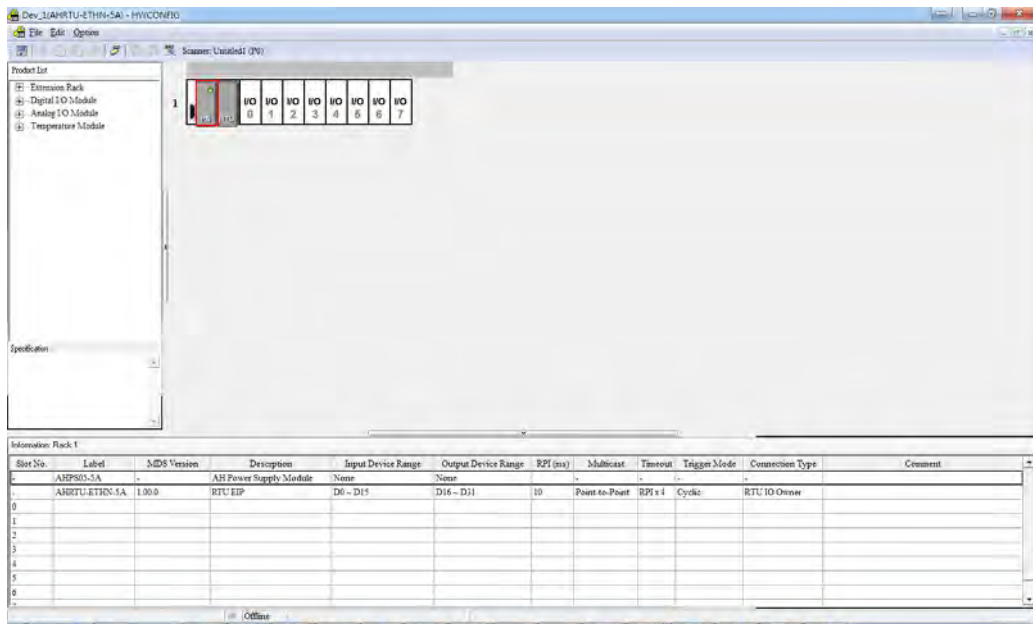 Dev_1(AHRTU-ETHN-5A) - HWCONFIG
File Edit Option
Scanner: Untitled1 (P0)
Product List
Extension Rack
Digital I/O Module
Analog I/O Module
Temperature Module
1
I/O 0 I/O 1 I/O 2 I/O 3 I/O 4 I/O 5 I/O 6 I/O 7
Specification
Information: Rack 1
Slot No. Label MDS Version Description Input Device Range Output Device Range RPI (ms) Multicast Timeout Trigger Mode Connection Type Comment
- AHPS05-5A - AH Power Supply Module None None - - - -
- AHRTU-ETHN-5A 1.00.0 RTU EIP D0 ~ D15 D16 ~ D31 10 Point-to-Point RPI x 4 Cyclic RTU IO Owner
0
1
2
3
4
5
6
Offline